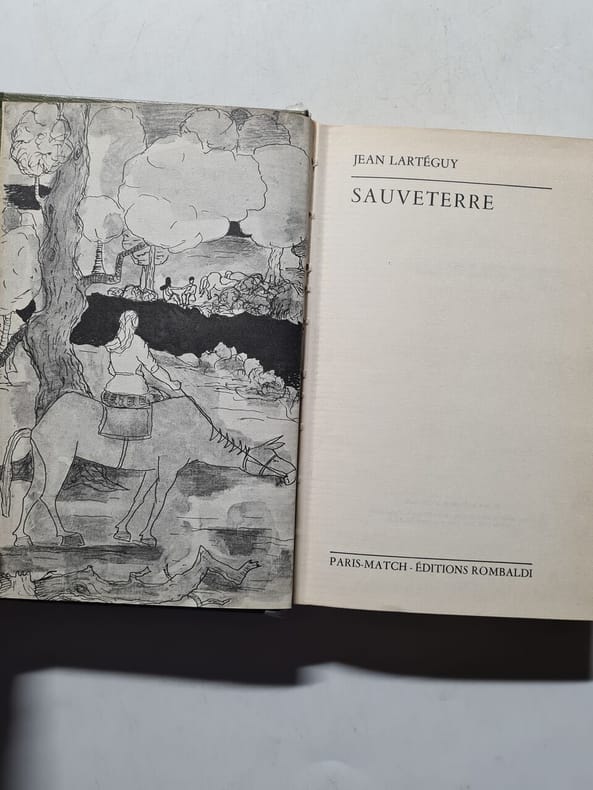 JEAN LARTÉGUY
SAUVETERRE
PARIS-MATCH - ÉDITIONS ROMBALDI